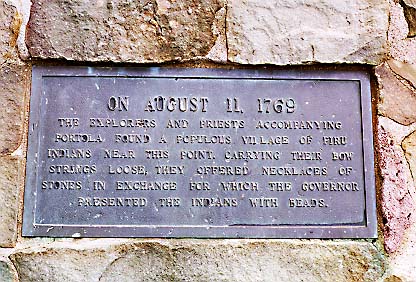 ON AUGUST 11, 1769
THE EXPLORERS AND PRIESTS ACCOMPANYING
PORTOLA FOUND A POPULOUS VILLAGE OF PIRU
INDIANS NEAR THIS POINT. CARRYING THEIR BOW
STRINGS LOOSE, THEY OFFERED NECKLACES OF
STONES, IN EXCHANGE FOR WHICH THE GOVERNOR
PRESENTED THE INDIANS WITH BEADS.